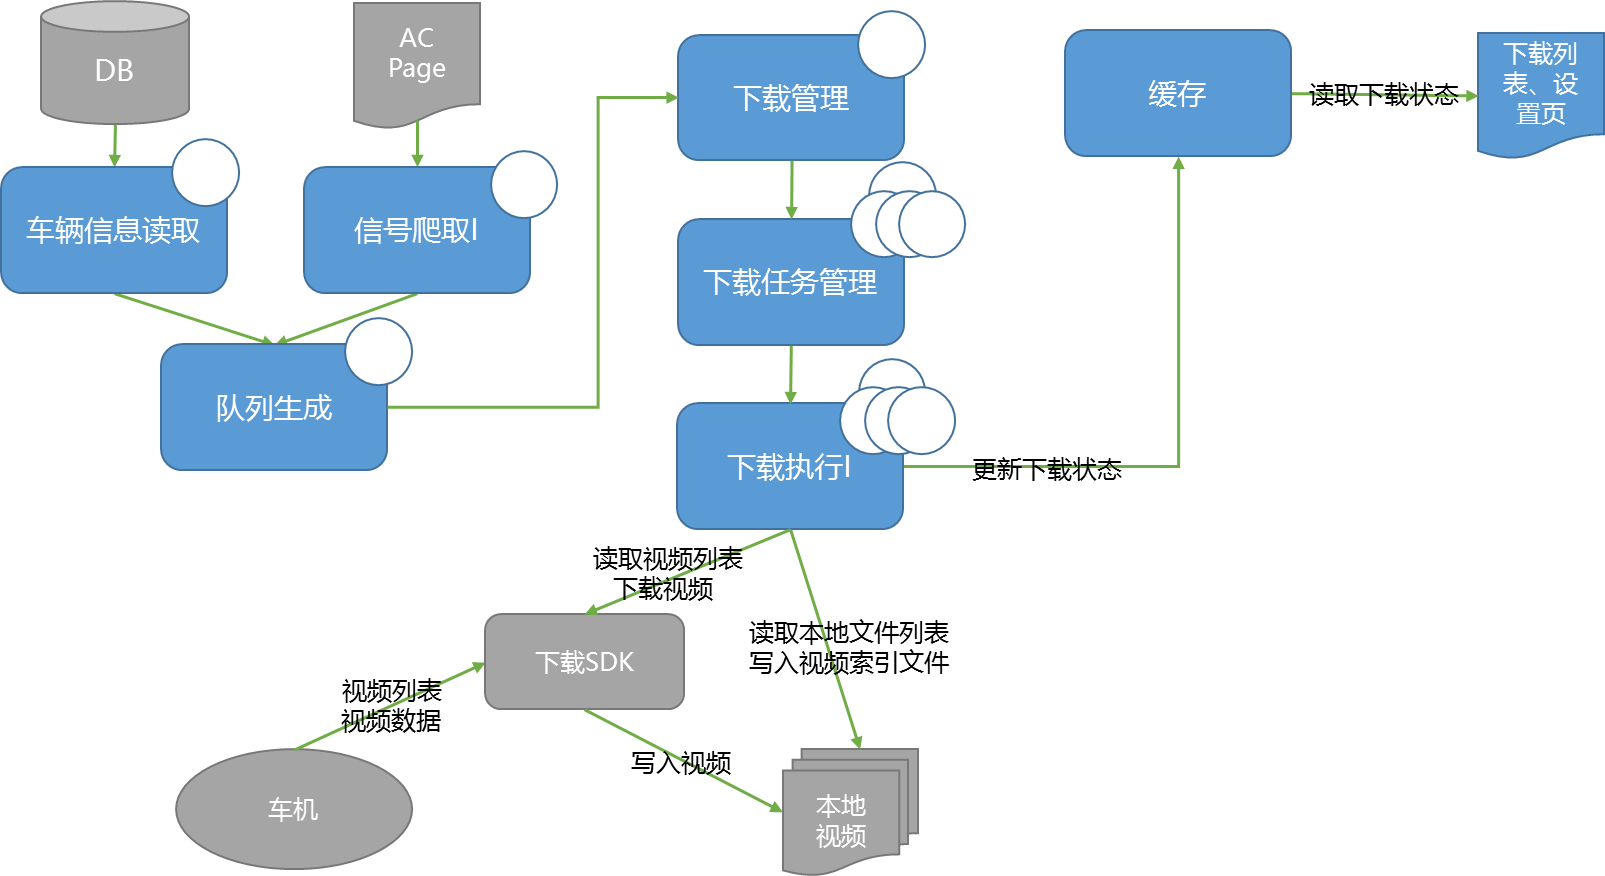 DB
AC
Page
车辆信息读取
信号爬取I
队列生成
下载管理
下载任务管理
下载执行I
缓存
读取下载状态
下载列
表、设
置页
更新下载状态
读取视频列表
下载视频
读取本地文件列表
写入视频索引文件
下载SDK
视频列表
视频数据
写入视频
车机
本地
视频